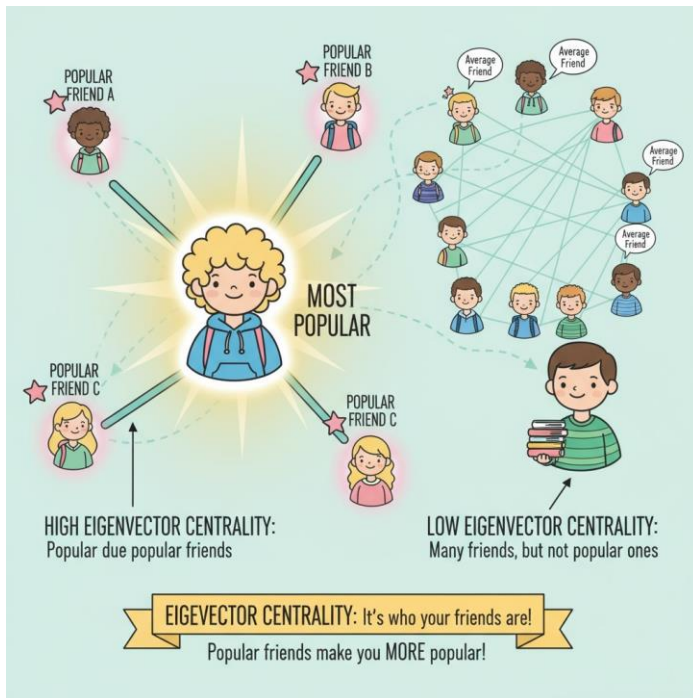 POPULAR
FRIEND A
POPULAR
FRIEND B
Average
Friend
Average
Friend
Average
Friend
Average
Friend
MOST
POPULAR
POPULAR
FRIEND C
POPULAR
FRIEND C
HIGH EIGENVECTOR CENTRALITY:
Popular due popular friends
LOW EIGENVECTOR CENTRALITY:
Many friends, but not popular ones
EIGEVECTOR CENTRALITY: It's who your friends are!
Popular friends make you MORE popular!